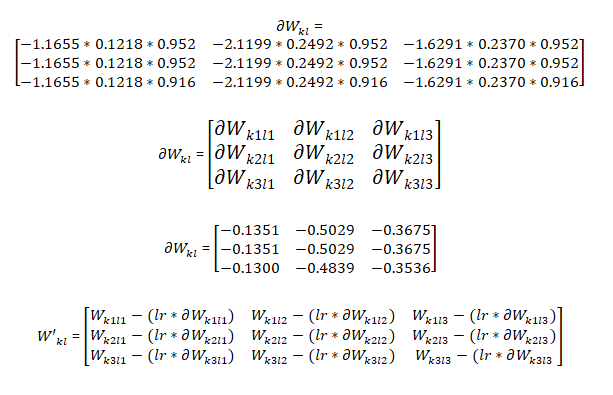 ∂W_kl =
[−1.1655 ∗ 0.1218 ∗ 0.952 −2.1199 ∗ 0.2492 ∗ 0.952 −1.6291 ∗ 0.2370 ∗ 0.952]
[−1.1655 ∗ 0.1218 ∗ 0.952 −2.1199 ∗ 0.2492 ∗ 0.952 −1.6291 ∗ 0.2370 ∗ 0.952]
[−1.1655 ∗ 0.1218 ∗ 0.916 −2.1199 ∗ 0.2492 ∗ 0.916 −1.6291 ∗ 0.2370 ∗ 0.916]
[∂W_k1l1 ∂W_k1l2 ∂W_k1l3]
∂W_kl = [∂W_k2l1 ∂W_k2l2 ∂W_k2l3]
[∂W_k3l1 ∂W_k3l2 ∂W_k3l3]
[−0.1351 −0.5029 −0.3675]
∂W_kl = [−0.1351 −0.5029 −0.3675]
[−0.1300 −0.4839 −0.3536]
[W_k1l1 − (lr ∗ ∂W_k1l1) W_k1l2 − (lr ∗ ∂W_k1l2) W_k1l3 − (lr ∗ ∂W_k1l3)]
W′_kl = [W_k2l1 − (lr ∗ ∂W_k2l1) W_k2l2 − (lr ∗ ∂W_k2l2) W_k2l3 − (lr ∗ ∂W_k2l3)]
[W_k3l1 − (lr ∗ ∂W_k3l1) W_k3l2 − (lr ∗ ∂W_k3l2) W_k3l3 − (lr ∗ ∂W_k3l3]